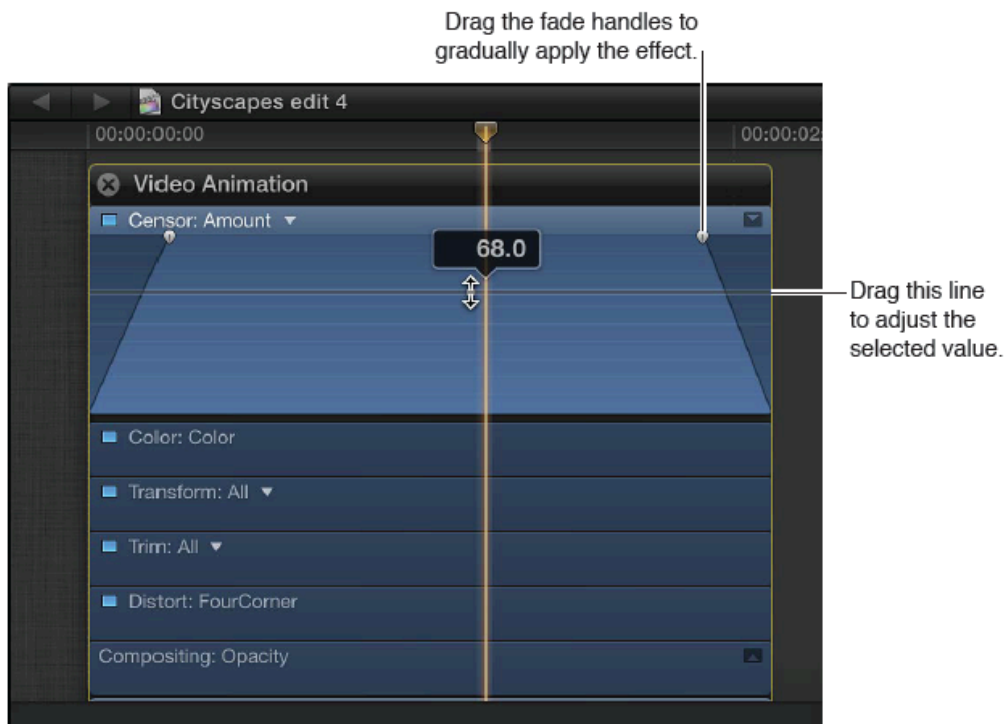 Drag the fade handles to
gradually apply the effect.
Cityscapes edit 4
00:00:00:00
00:00:02:
Video Animation
Censor: Amount
68.0
Drag this line
to adjust the
selected value.
Color: Color
Transform: All
Trim: All
Distort: FourCorner
Compositing: Opacity